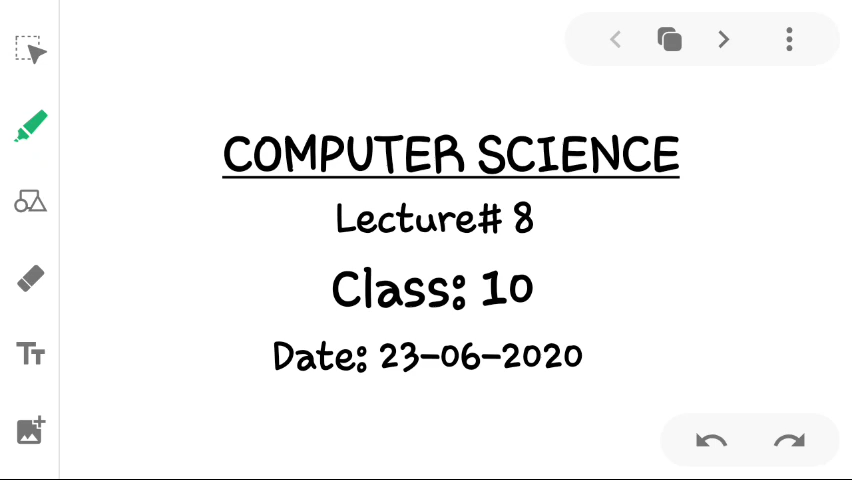 COMPUTER SCIENCE
Lecture# 8
Class: 10
Date: 23-06-2020